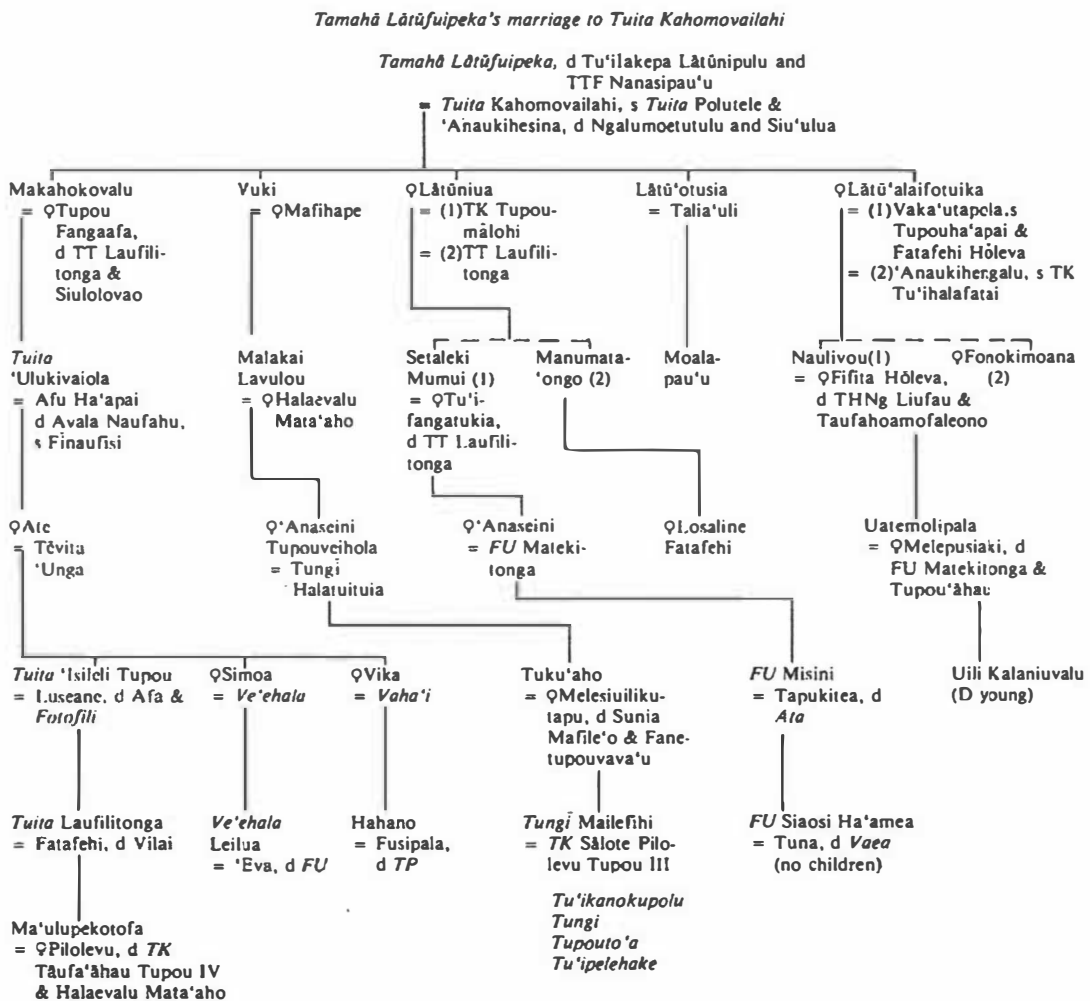 Tamahā Lātūfuipeka's marriage to Tuita Kahomovailahi
Tamahā Lātūfuipeka, d Tu'ilakepa Lātūnipulu and
TTF Nanasipau'u
= Tuita Kahomovailahi, s Tuita Polutele &
'Anaukihesina, d Ngalumoetutulu and Siu'ulua
Makahokovalu
= ♀Tupou
Fangaafa,
d TT Laufili-
tonga &
Siulolovao
Vuki
= ♀Mafihape
♀Lātūniua
= (1)TK Tupou-
mālohi
= (2)TT Laufili-
tonga
Lātū'otusia
= Talia'uli
♀Lātū'alaifotuika
= (1)Vaka'utapola,s
Tupouha'apai &
Fatafehi Hōleva
= (2)'Anaukihengalu, s TK
Tu'ihalafatai
Tuita
'Ulukivaiola
= Afu Ha'apai
d Avala Naufahu,
s Finaufisi
Malakai
Lavulou
= ♀Halaevalu
Mata'aho
Setaleki
Mumui (1)
= ♀Tu'i-
fangatukia,
d TT Laufili-
tonga
Manumata-
'ongo (2)
Moala-
pau'u
Naulivou(1)
= ♀Fifita Hōleva,
d THNg Liufau &
Taufahoamofaleono
♀Fonokimoana
(2)
♀Ate
= Tēvita
'Unga
♀'Anaseini
Tupouveihola
= Tungī
Halatuituia
♀'Anaseini
= FU Mateki-
tonga
♀Losaline
Fatafehi
Uatemolipala
= ♀Melepusiaki, d
FU Matekitonga &
Tupou'āhau
Tuita 'Isileli Tupou
= Luseane, d Afa &
Fotofili
♀Simoa
= Ve'ehala
♀Vika
= Vaha'i
Tuku'aho
= ♀Melesiuiliku-
tapu, d Sunia
Mafile'o & Fane-
tupouvava'u
FU Misini
= Tapukitea, d
Ata
Uili Kalaniuvalu
(D young)
Tuita Laufilitonga
= Fatafehi, d Vilai
Ve'ehala
Leilua
= 'Eva, d FU
Hahano
= Fusipala,
d TP
Tungī Mailefihi
= TK Sālote Pilo-
levu Tupou III
FU Siaosi Ha'amea
= Tuna, d Vaea
(no children)
Tu'ikanokupolu
Tungi
Tupouto'a
Tu'ipelehake
Ma'ulupekotofa
= ♀Pilolevu, d TK
Tāufa'āhau Tupou IV
& Halaevalu Mata'aho